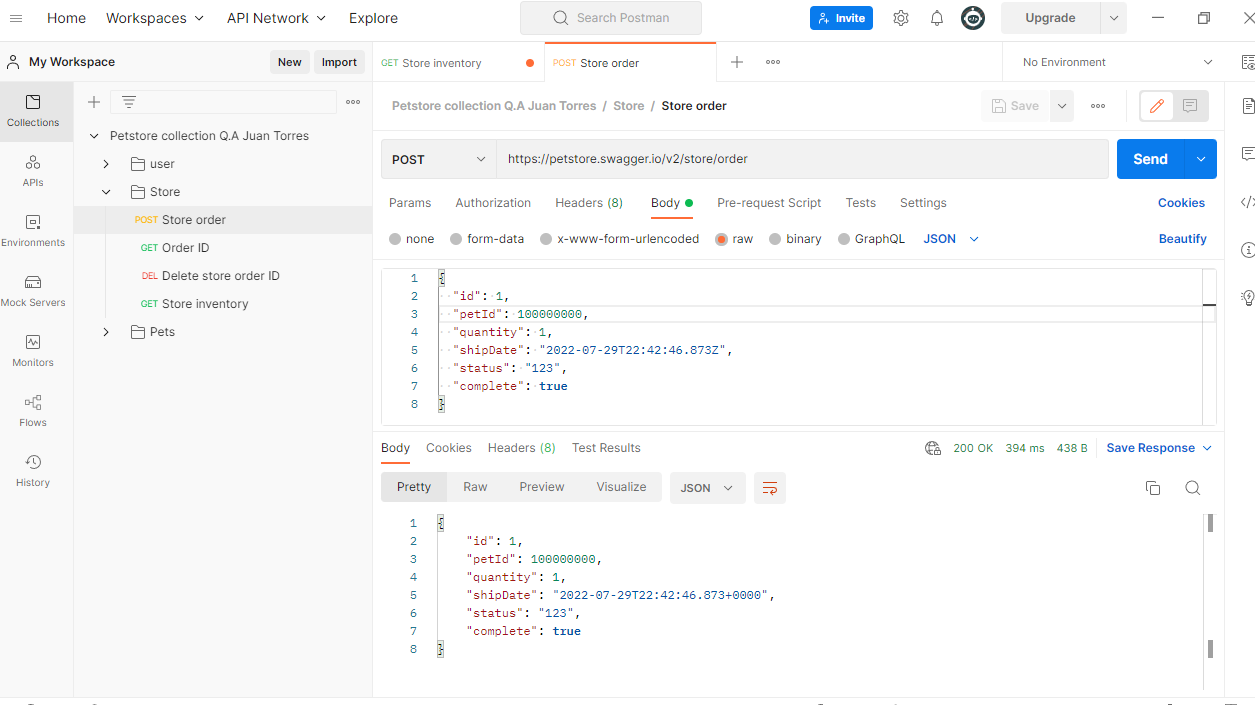 Home Workspaces API Network Explore Search Postman Invite Upgrade
My Workspace New Import GET Store inventory POST Store order No Environment
Collections
APIs
Environments
Mock Servers
Monitors
Flows
History
Petstore collection Q.A Juan Torres
user
Store
POST Store order
GET Order ID
DEL Delete store order ID
GET Store inventory
Pets
Petstore collection Q.A Juan Torres / Store / Store order Save
POST https://petstore.swagger.io/v2/store/order Send
Params Authorization Headers (8) Body Pre-request Script Tests Settings Cookies
none form-data x-www-form-urlencoded raw binary GraphQL JSON Beautify
1 {
2 "id": 1,
3 "petId": 100000000,
4 "quantity": 1,
5 "shipDate": "2022-07-29T22:42:46.873Z",
6 "status": "123",
7 "complete": true
8 }
Body Cookies Headers (8) Test Results 200 OK 394 ms 438 B Save Response
Pretty Raw Preview Visualize JSON
1 {
2 "id": 1,
3 "petId": 100000000,
4 "quantity": 1,
5 "shipDate": "2022-07-29T22:42:46.873+0000",
6 "status": "123",
7 "complete": true
8 }